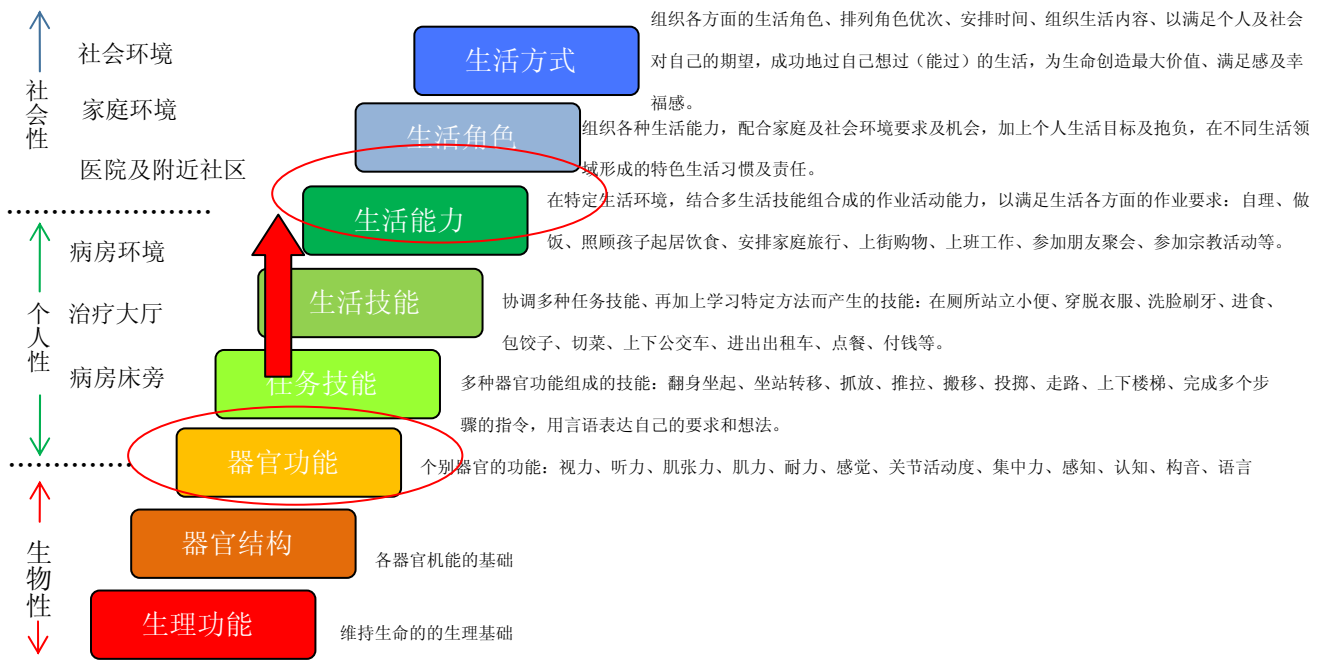 组织各方面的生活角色、排列角色优次、安排时间、组织生活内容、以满足个人及社会
对自己的期望，成功地过自己想过（能过）的生活，为生命创造最大价值、满足感及幸
福感。
生活方式
社会环境
社会性
家庭环境
生活角色
组织各种生活能力，配合家庭及社会环境要求及机会，加上个人生活目标及抱负，在不同生活领
域形成的特色生活习惯及责任。
医院及附近社区
生活能力
在特定生活环境，结合多生活技能组合成的作业活动能力，以满足生活各方面的作业要求：自理、做
饭、照顾孩子起居饮食、安排家庭旅行、上街购物、上班工作、参加朋友聚会、参加宗教活动等。
病房环境
个人性
治疗大厅
生活技能
协调多种任务技能、再加上学习特定方法而产生的技能：在厕所站立小便、穿脱衣服、洗脸刷牙、进食、
包饺子、切菜、上下公交车、进出出租车、点餐、付钱等。
病房床旁
任务技能
多种器官功能组成的技能：翻身坐起、坐站转移、抓放、推拉、搬移、投掷、走路、上下楼梯、完成多个步
骤的指令，用言语表达自己的要求和想法。
器官功能
个别器官的功能：视力、听力、肌张力、肌力、耐力、感觉、关节活动度、集中力、感知、认知、构音、语言
生物性
器官结构
各器官机能的基础
生理功能
维持生命的的生理基础